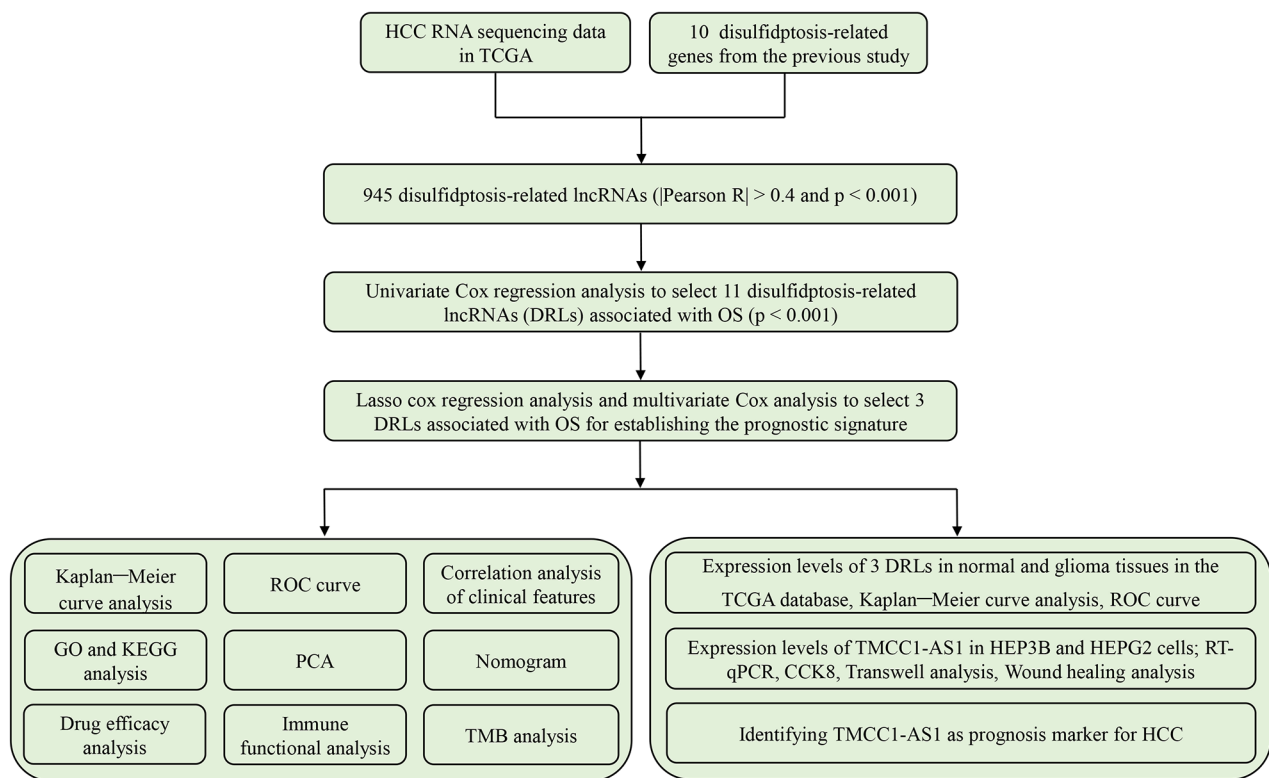 HCC RNA sequencing data
in TCGA
10 disulfidptosis-related
genes from the previous study
945 disulfidptosis-related lncRNAs (|Pearson R| > 0.4 and p < 0.001)
Univariate Cox regression analysis to select 11 disulfidptosis-related
lncRNAs (DRLs) associated with OS (p < 0.001)
Lasso cox regression analysis and multivariate Cox analysis to select 3
DRLs associated with OS for establishing the prognostic signature
Kaplan—Meier
curve analysis
ROC curve
Correlation analysis
of clinical features
GO and KEGG
analysis
PCA
Nomogram
Drug efficacy
analysis
Immune
functional analysis
TMB analysis
Expression levels of 3 DRLs in normal and glioma tissues in the
TCGA database, Kaplan—Meier curve analysis, ROC curve
Expression levels of TMCC1-AS1 in HEP3B and HEPG2 cells; RT-
qPCR, CCK8, Transwell analysis, Wound healing analysis
Identifying TMCC1-AS1 as prognosis marker for HCC